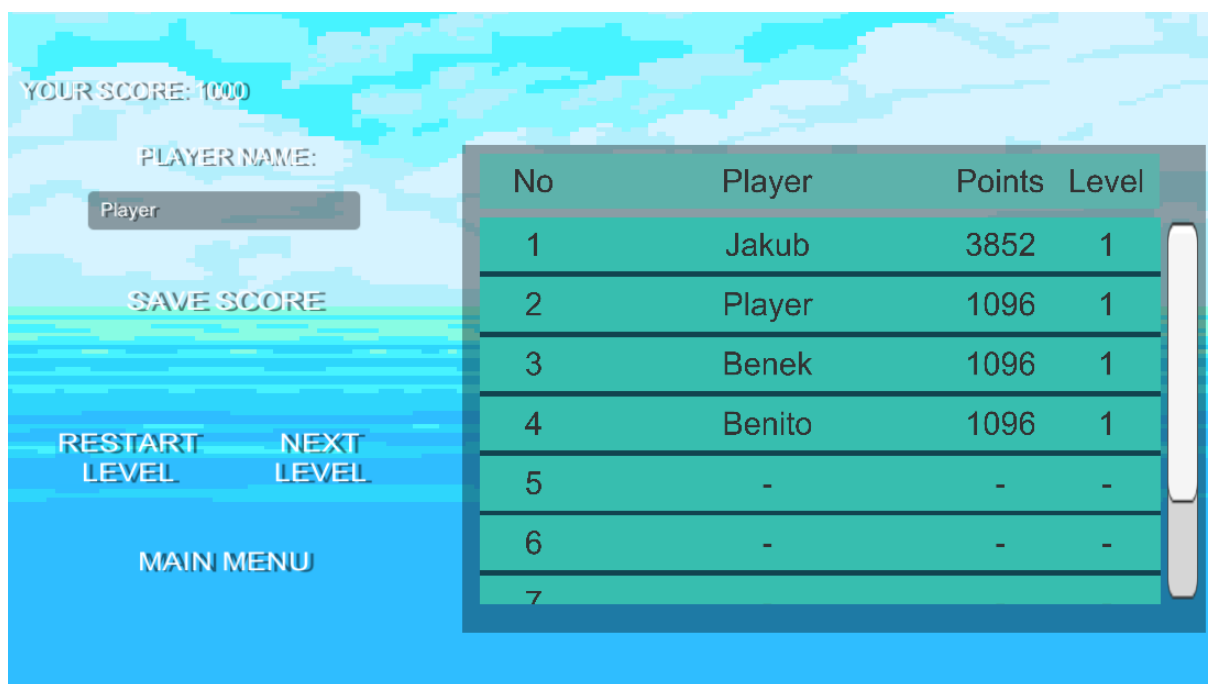 YOUR SCORE: 1000
PLAYER NAME:
Player
SAVE SCORE
RESTART LEVEL
NEXT LEVEL
MAIN MENU
No Player Points Level
1 Jakub 3852 1
2 Player 1096 1
3 Benek 1096 1
4 Benito 1096 1
5 - - -
6 - - -
7 - - -